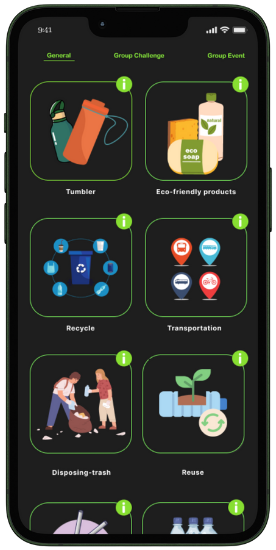 9:41
General Group Challenge Group Event
i i
natural
eco
soap
Tumbler Eco-friendly products
i i
Recycle Transportation
i i
Disposing-trash Reuse
i i